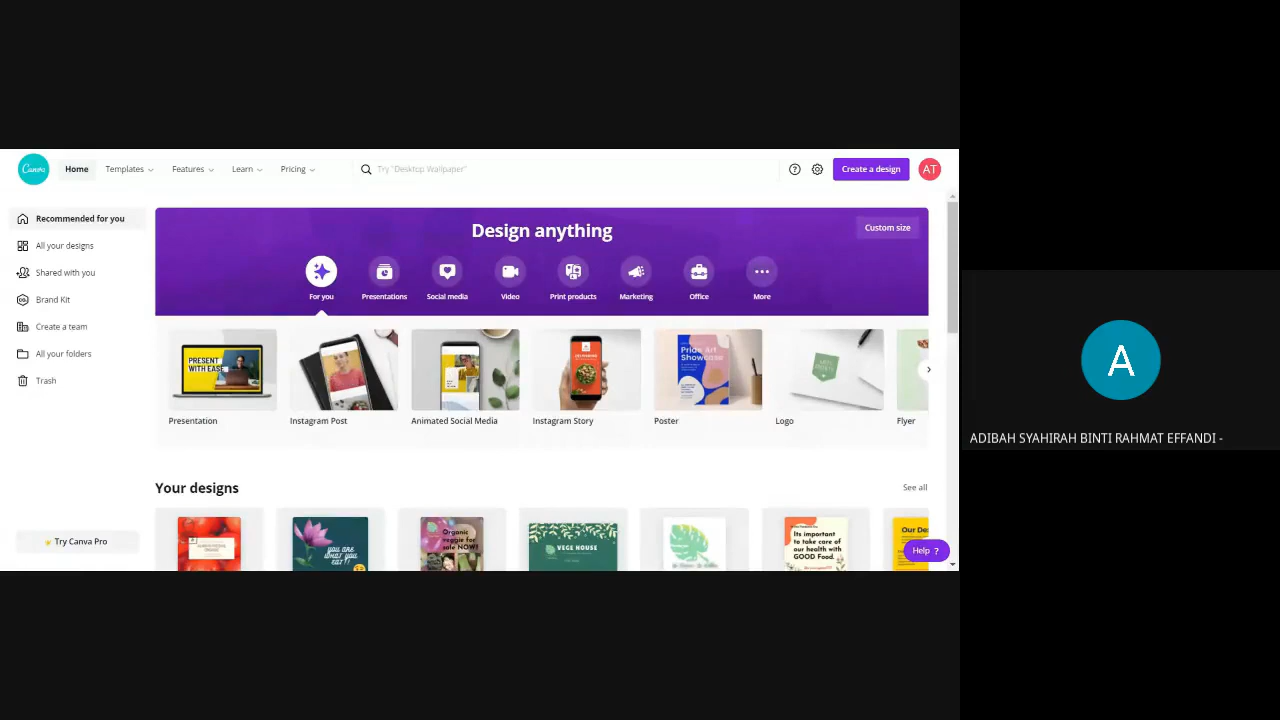 Canva
Home
Templates
Features
Learn
Pricing
Try "Desktop Wallpaper"
Create a design
AT
Recommended for you
All your designs
Shared with you
Brand Kit
Create a team
All your folders
Trash
Try Canva Pro
Design anything
Custom size
For you
Presentations
Social media
Video
Print products
Marketing
Office
More
PRESENT
WITH EASE
Pride Art
Showcase
Presentation
Instagram Post
Animated Social Media
Instagram Story
Poster
Logo
Flyer
Your designs
See all
you are
what you
eat!!
Organic
veggie for
sale NOW!
VEGE HOUSE
Its important
to take care of
our health with
GOOD Food.
Our De
Help ?
A
ADIBAH SYAHIRAH BINTI RAHMAT EFFANDI -